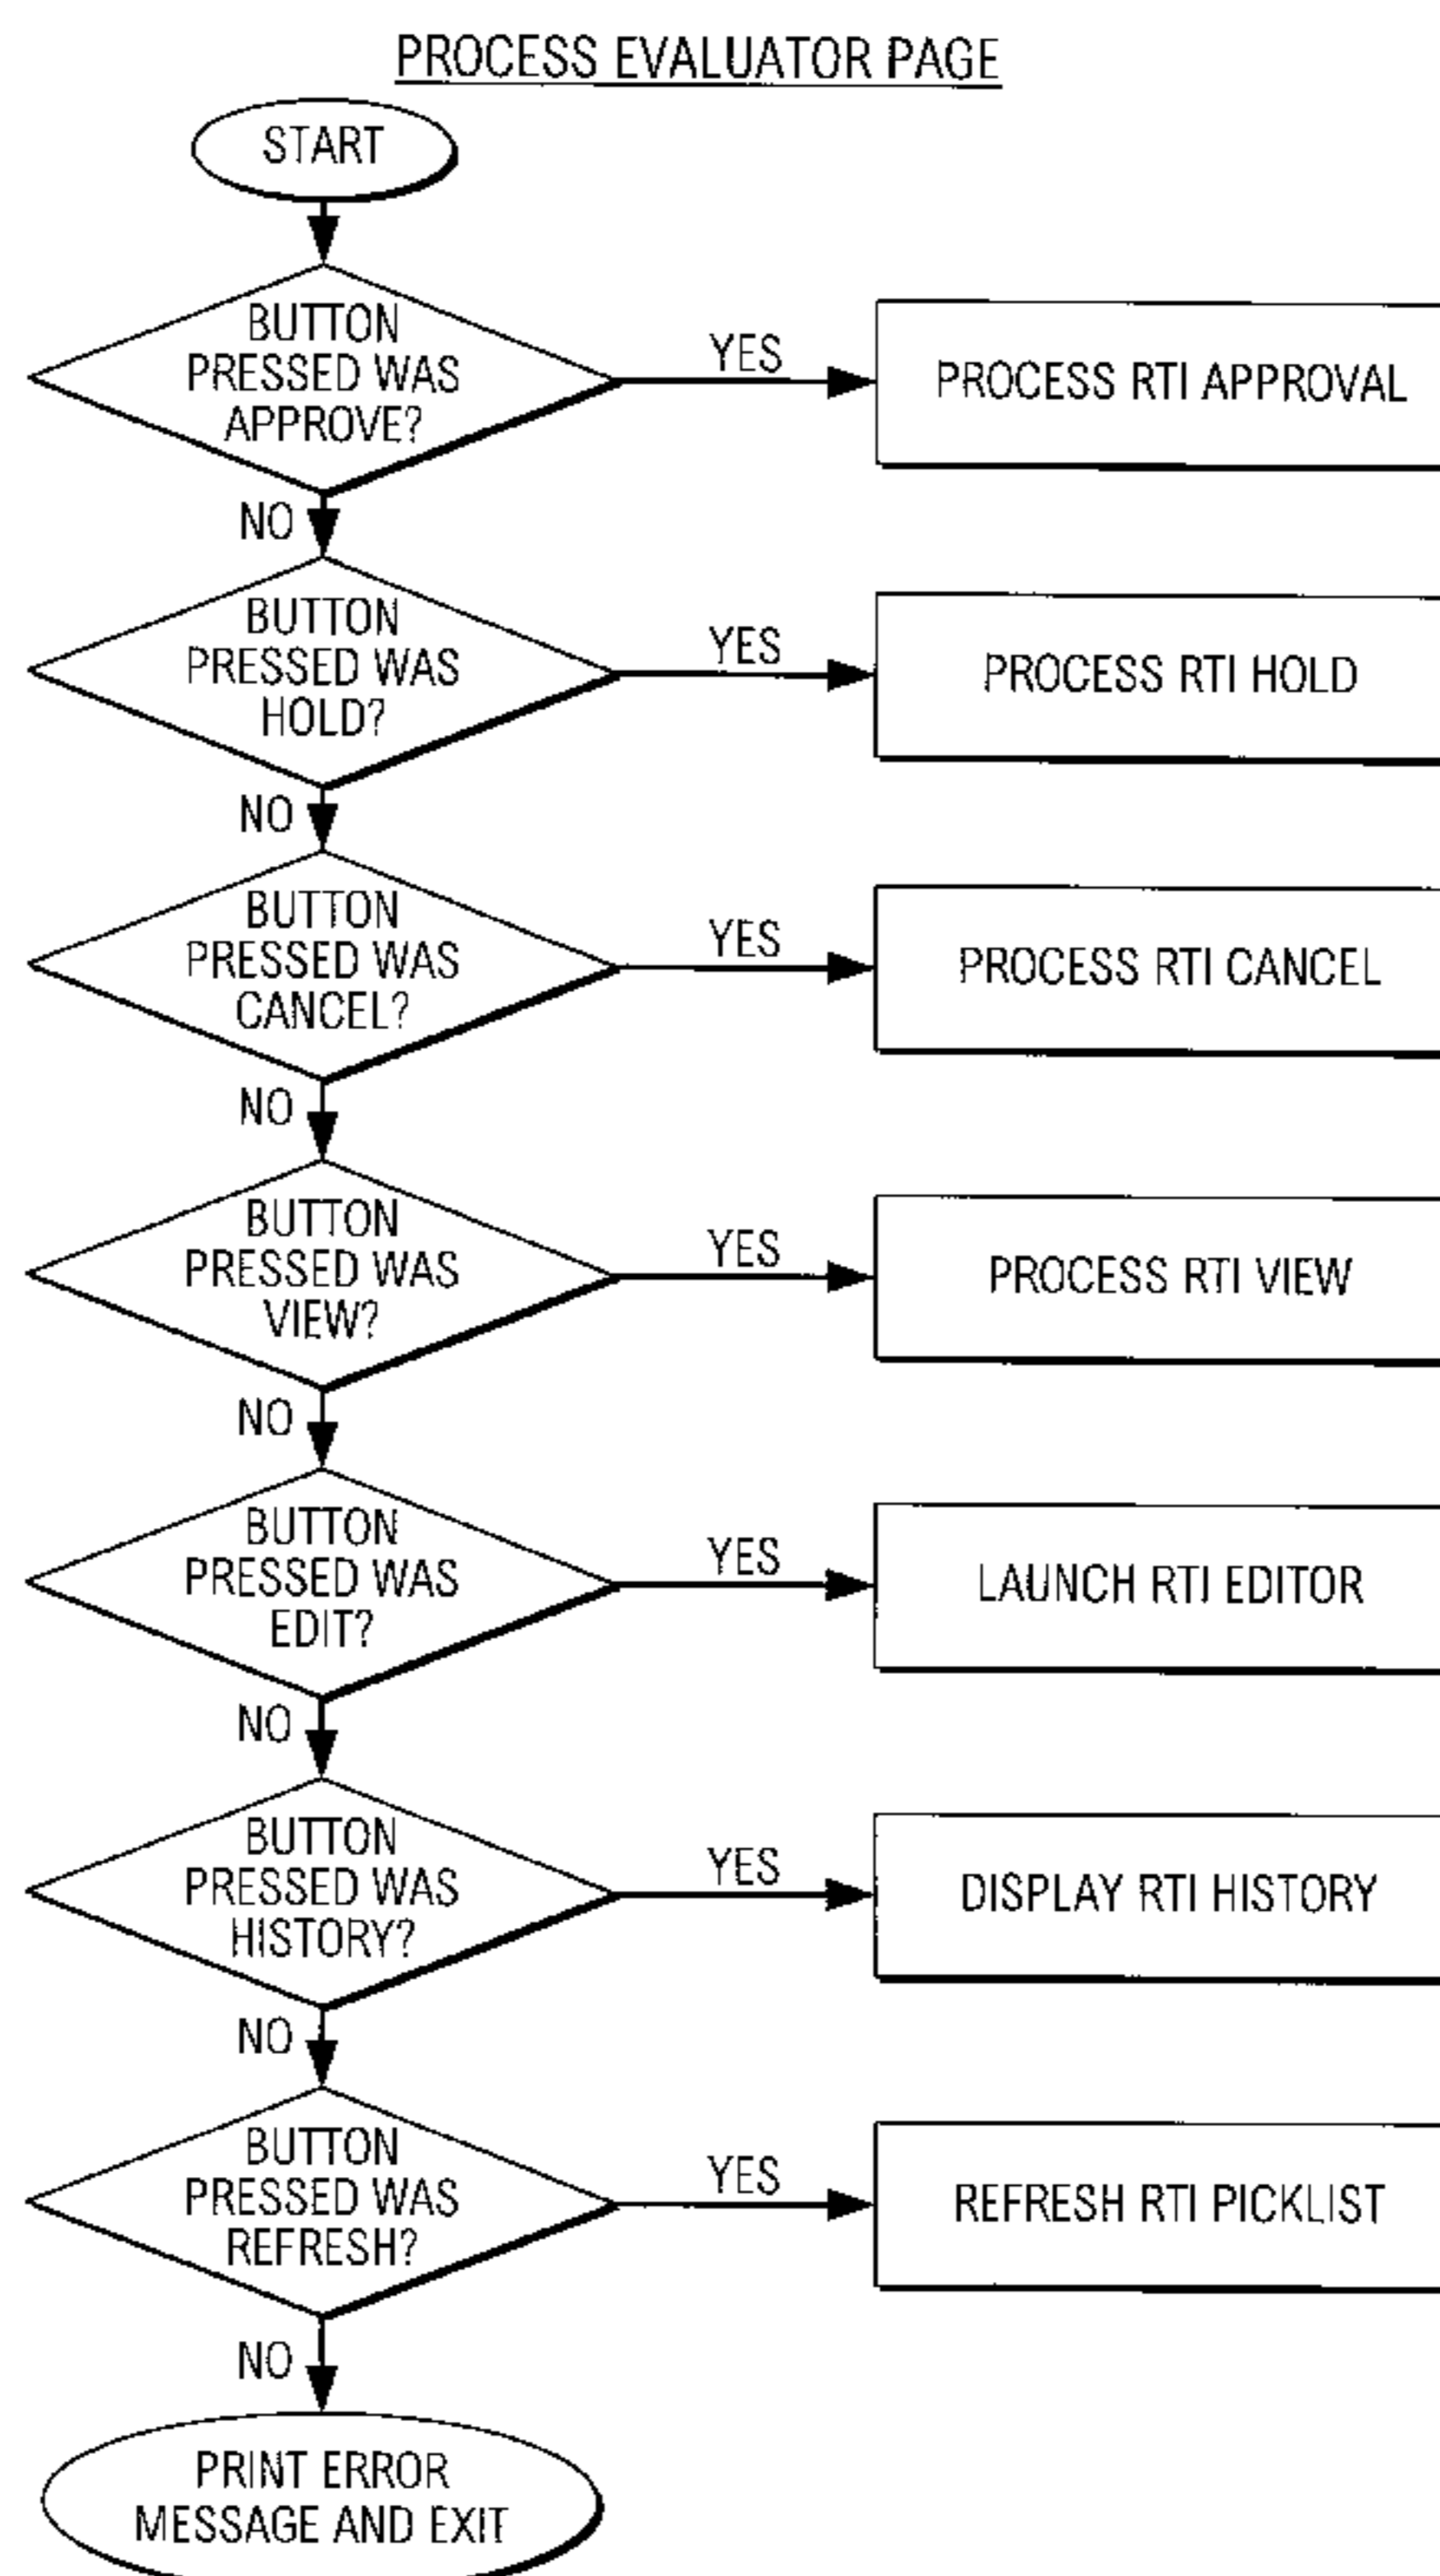 PROCESS EVALUATOR PAGE
START
BUTTON
PRESSED WAS
APPROVE?
YES
PROCESS RTI APPROVAL
NO
BUTTON
PRESSED WAS
HOLD?
YES
PROCESS RTI HOLD
NO
BUTTON
PRESSED WAS
CANCEL?
YES
PROCESS RTI CANCEL
NO
BUTTON
PRESSED WAS
VIEW?
YES
PROCESS RTI VIEW
NO
BUTTON
PRESSED WAS
EDIT?
YES
LAUNCH RTI EDITOR
NO
BUTTON
PRESSED WAS
HISTORY?
YES
DISPLAY RTI HISTORY
NO
BUTTON
PRESSED WAS
REFRESH?
YES
REFRESH RTI PICKLIST
NO
PRINT ERROR
MESSAGE AND EXIT